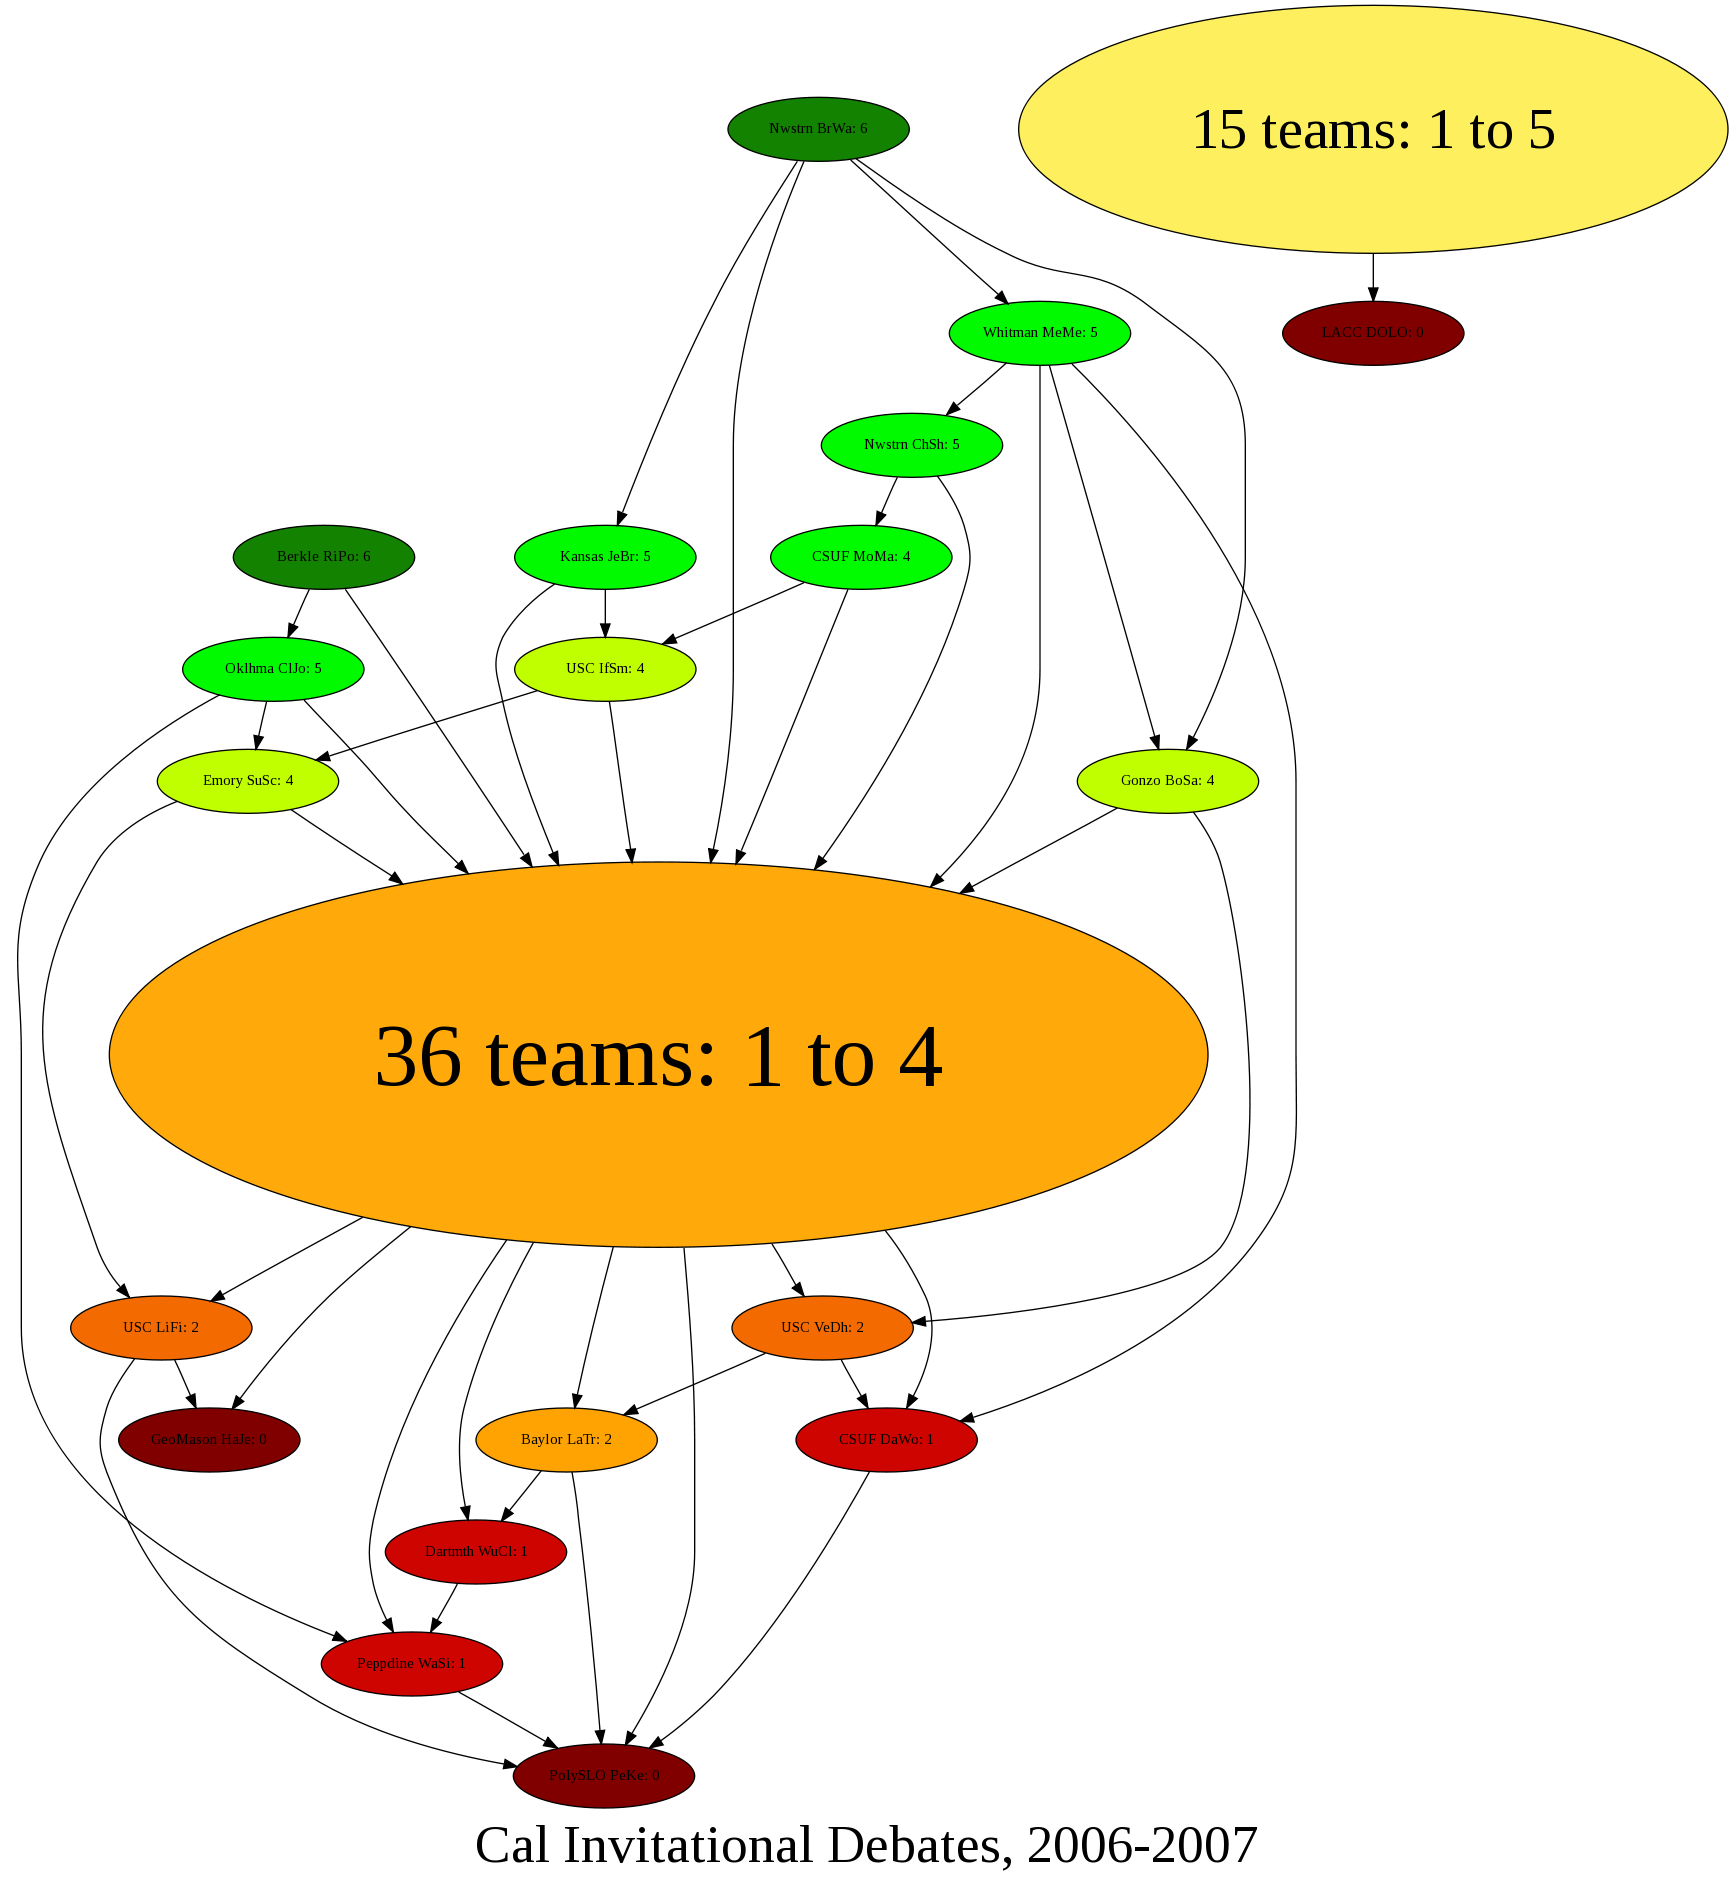 15 teams: 1 to 5
Nwstrn BrWa: 6
Whitman MeMe: 5
LACC DOLO: 0
Nwstrn ChSh: 5
Berkle RiPo: 6
Kansas JeBr: 5
CSUF MoMa: 4
Oklhma ClJo: 5
USC IfSm: 4
Emory SuSc: 4
Gonzo BoSa: 4
36 teams: 1 to 4
USC LiFi: 2
USC VeDh: 2
GeoMason HaJe: 0
Baylor LaTr: 2
CSUF DaWo: 1
Dartmth WuCl: 1
Peppdine WaSi: 1
PolySLO PeKe: 0
Cal Invitational Debates, 2006-2007